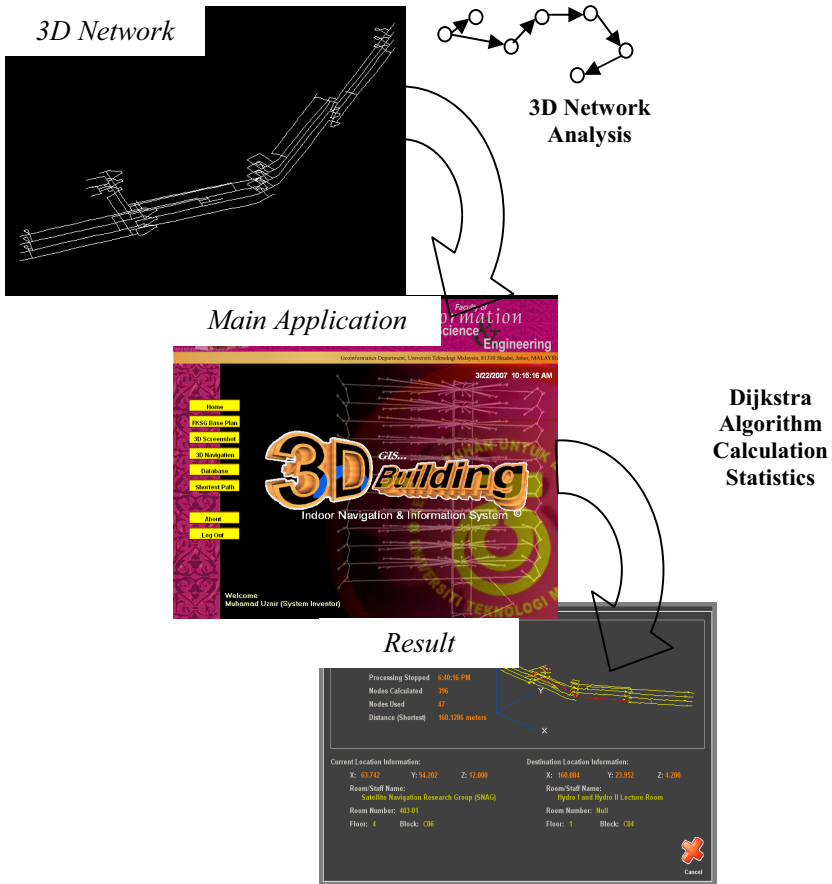 3D Network
3D Network
Analysis
Main Application
Faculty of
ormation
cience &
Engineering
Geoinformatics Department, Universiti Teknologi Malaysia, 81310 Skudai, Johor, MALAYSI
3/22/2007 10:15:16 AM
Home
FKSG Base Plan
3D Screenshot
3D Navigation
Database
Shortest Path
About
Log Out
GIS...
3D Building
Indoor Navigation & Information System ©
UNTUK
UNIVERSITI TEKNOLOGI M
Welcome
Muhamad Uznir (System Inventor)
Dijkstra
Algorithm
Calculation
Statistics
Result
Processing Stopped 6:40:16 PM
Nodes Calculated 396
Nodes Used 47
Distance (Shortest) 168.1286 meters
Y
X
Current Location Information:
X: 63.742 Y: 54.202 Z: 12.000
Room/Staff Name:
Satellite Navigation Research Group (SNAG)
Room Number: 403-01
Floor: 4 Block: C06
Destination Location Information:
X: 160.084 Y: 23.952 Z: 4.200
Room/Staff Name:
Hydro I and Hydro II Lecture Room
Room Number: Null
Floor: 1 Block: C04
Cancel